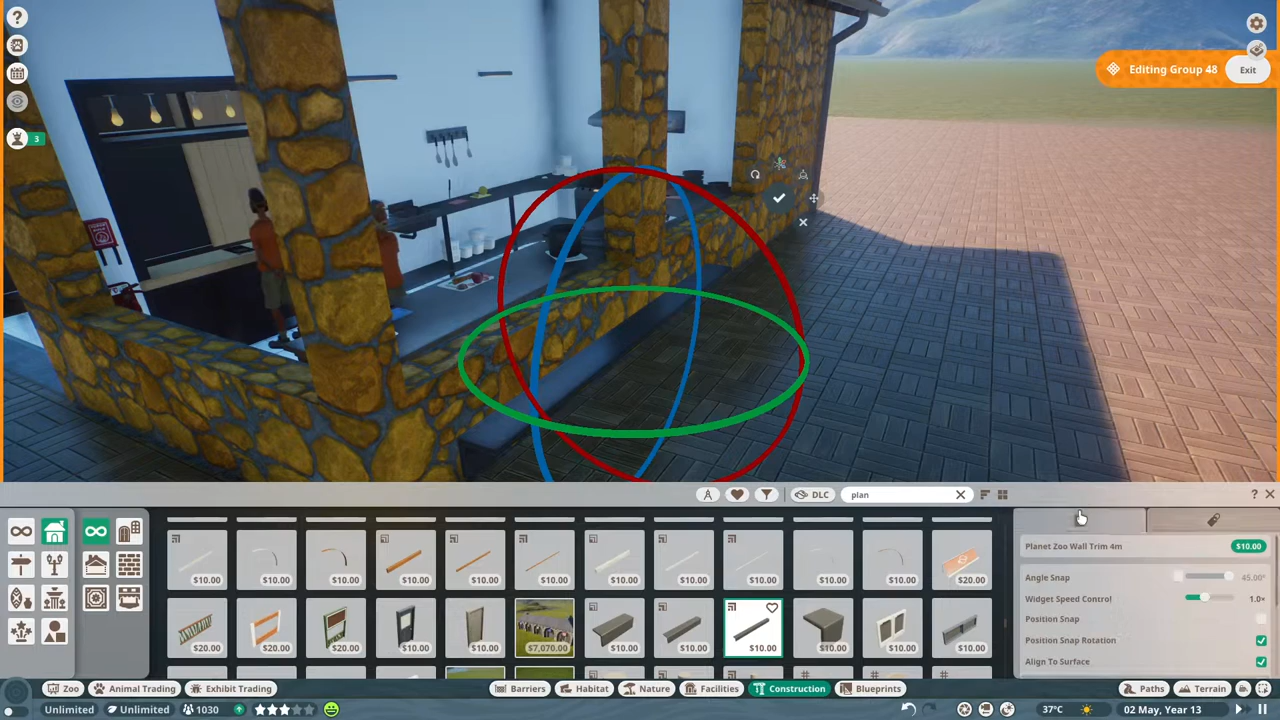 ?
Editing Group 48
Exit
3
DLC
plan
?
$10.00 $10.00 $10.00 $10.00 $10.00 $10.00 $10.00 $10.00 $10.00 $10.00 $10.00 $20.00
$20.00 $20.00 $20.00 $10.00 $10.00 $7,070.00 $10.00 $10.00 $10.00 $10.00 $10.00 $10.00
Planet Zoo Wall Trim 4m
$10.00
Angle Snap
45.00°
Widget Speed Control
1.0×
Position Snap
Position Snap Rotation
Align To Surface
Zoo
Animal Trading
Exhibit Trading
Barriers
Habitat
Nature
Facilities
Construction
Blueprints
Paths
Terrain
Unlimited
Unlimited
1030
37°C
02 May, Year 13